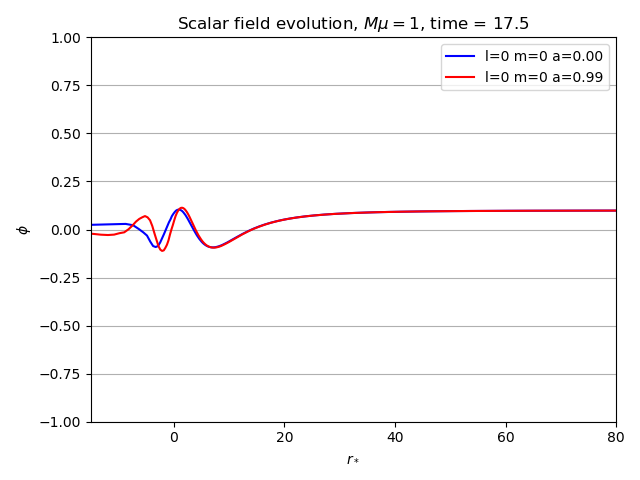 Scalar field evolution, $M\mu = 1$, time = 17.5
1.00
0.75
0.50
0.25
0.00
−0.25
−0.50
−0.75
−1.00
ϕ
l=0 m=0 a=0.00
l=0 m=0 a=0.99
0 20 40 60 80
r*